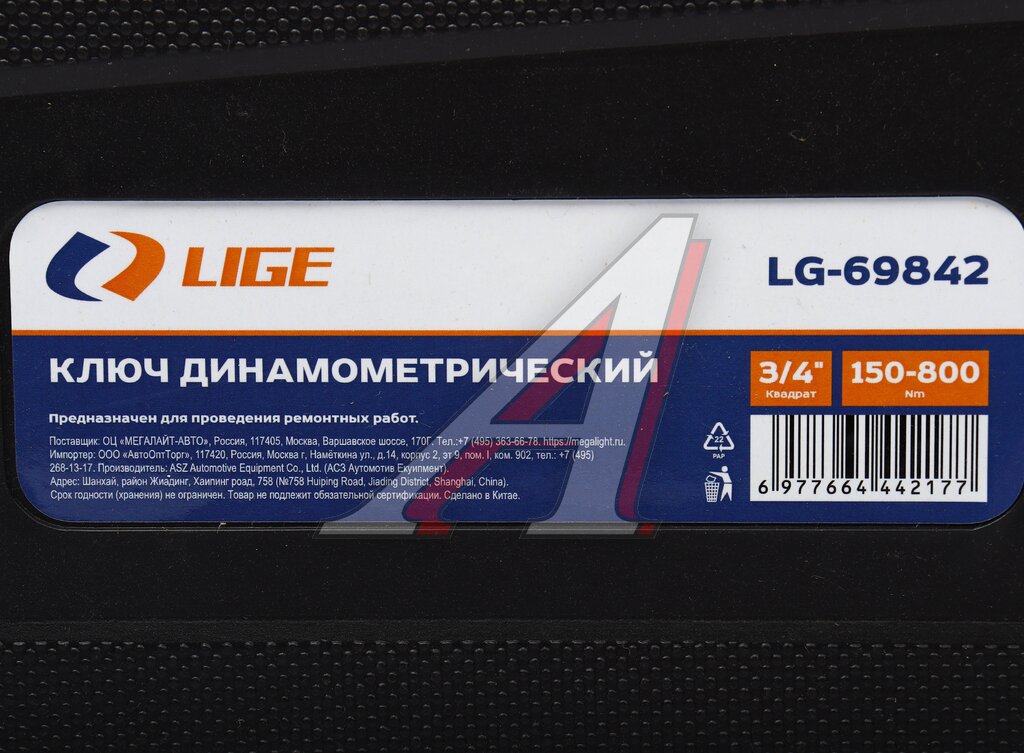 LIGE
LG-69842
КЛЮЧ ДИНАМОМЕТРИЧЕСКИЙ
3/4"
Квадрат
150-800
Nm
Предназначен для проведения ремонтных работ.
Поставщик: ОЦ «МЕГАЛАЙТ-АВТО», Россия, 117405, Москва, Варшавское шоссе, 170Г. Тел.:+7 (495) 363-66-78. https://megalight.ru.
Импортер: ООО «АвтоОптТорг», 117420, Россия, Москва г, Намёткина ул., д.14, корпус 2, эт 9, пом. I, ком. 902, тел.: +7 (495)
268-13-17. Производитель: ASZ Automotive Equipment Co., Ltd. (АСЗ Аутомотив Екуипмент).
Адрес: Шанхай, район Жиадинг, Хаипинг роад, 758 (№758 Huiping Road, Jiading District, Shanghai, China).
Срок годности (хранения) не ограничен. Товар не подлежит обязательной сертификации. Сделано в Китае.
22
PAP
6 977664 442177